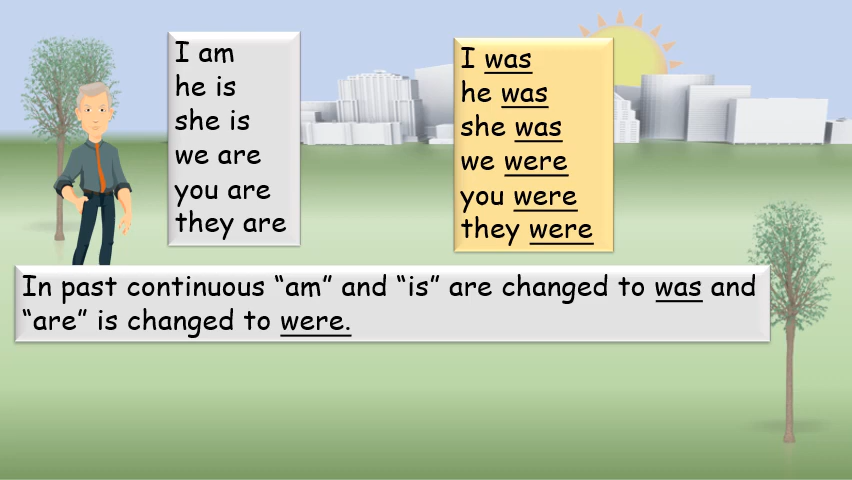 I am
he is
she is
we are
you are
they are
I was
he was
she was
we were
you were
they were
In past continuous “am” and “is” are changed to was and
“are” is changed to were.